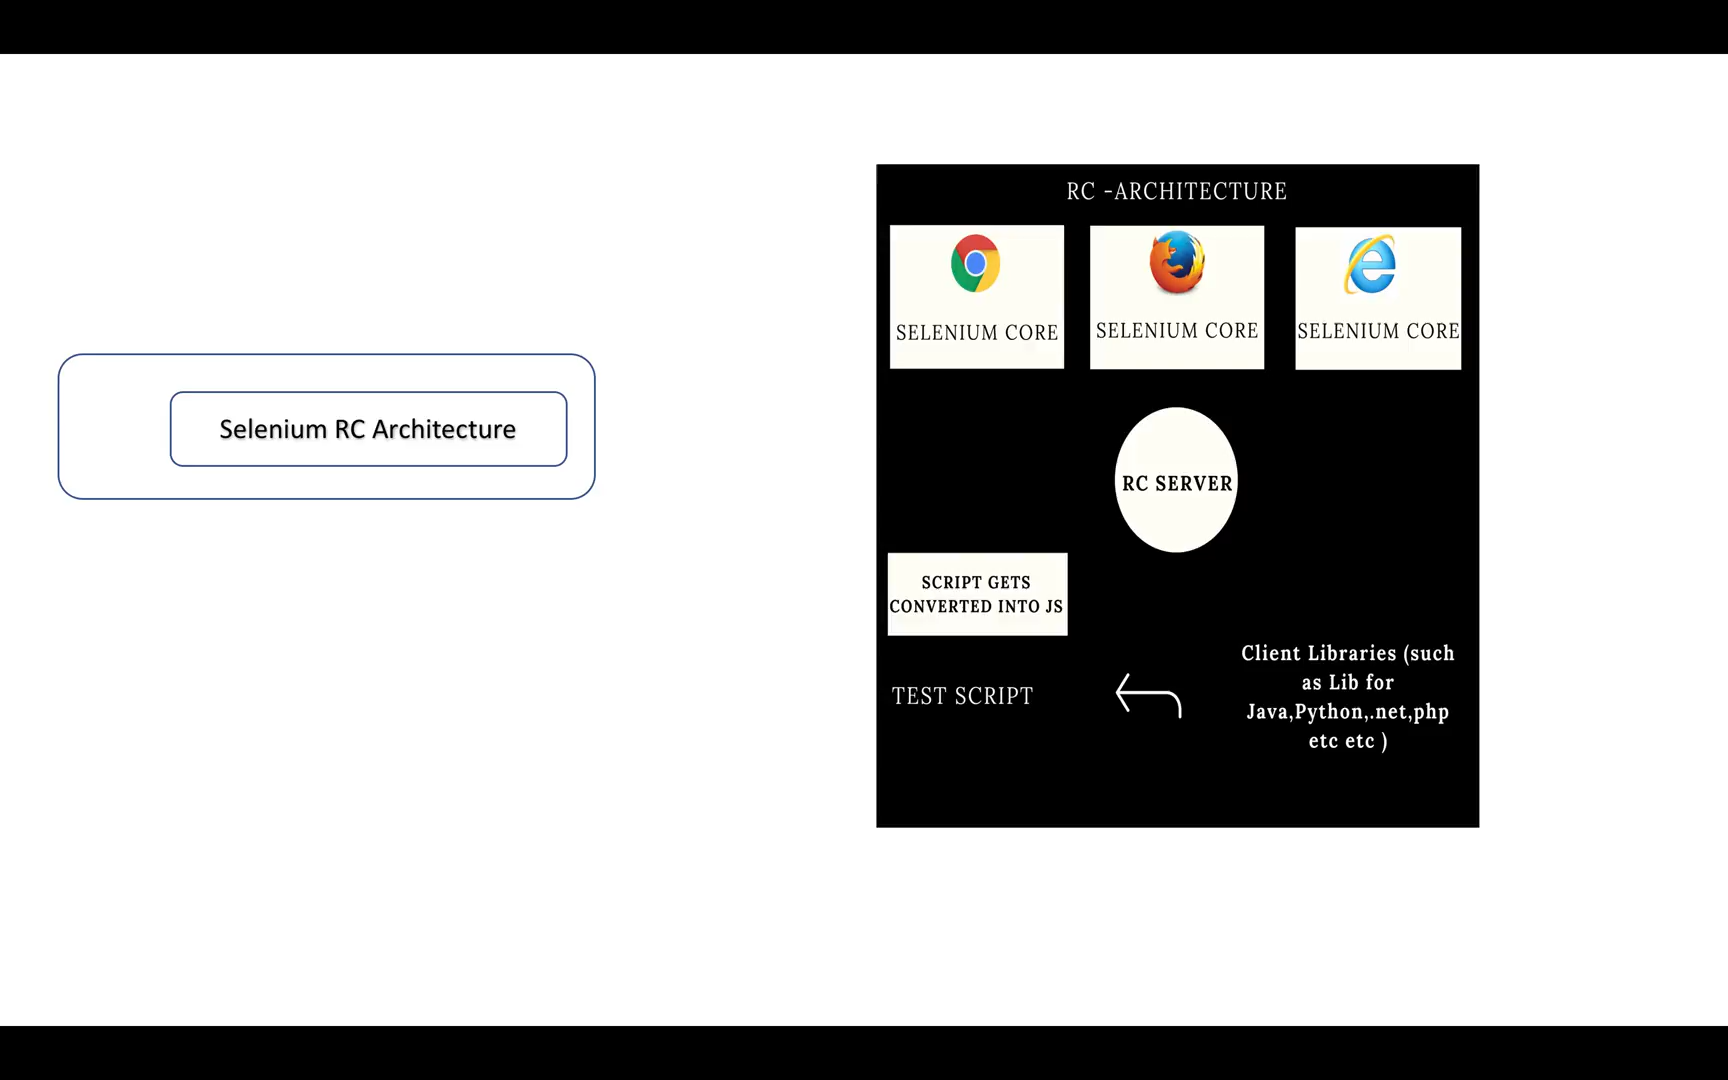 Selenium RC Architecture
RC -ARCHITECTURE
SELENIUM CORE
SELENIUM CORE
SELENIUM CORE
RC SERVER
SCRIPT GETS
CONVERTED INTO JS
TEST SCRIPT
Client Libraries (such
as Lib for
Java,Python,.net,php
etc etc )